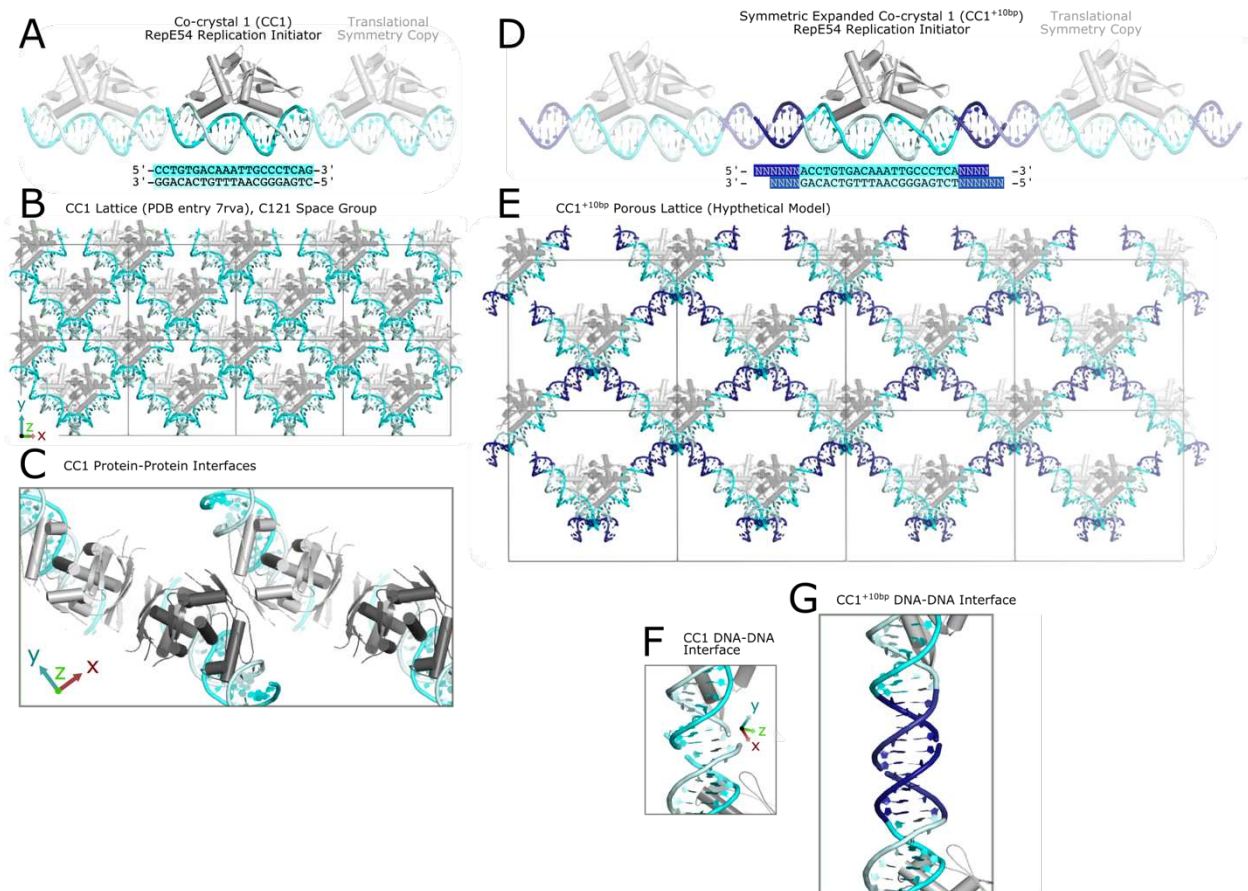 A
Co-crystal 1 (CC1)
RepE54 Replication Initiator
Translational
Symmetry Copy
5'-CCTGTGACAAATTGCCCTCAG-3'
3'-GGACACTGTTTAACGGGAGTC-5'
B
CC1 Lattice (PDB entry 7rva), C121 Space Group
y
z
x
C
CC1 Protein-Protein Interfaces
y
z
x
D
Symmetric Expanded Co-crystal 1 (CC1+10bp)
RepE54 Replication Initiator
Translational
Symmetry Copy
5'- NNNNNNACCTGTGACAAATTGCCCTCANNNN -3'
3'- NNNNGACACTGTTTAACGGGAGTCTNNNNNN -5'
E
CC1+10bp Porous Lattice (Hypthetical Model)
F
CC1 DNA-DNA
Interface
y
z
x
G
CC1+10bp DNA-DNA Interface